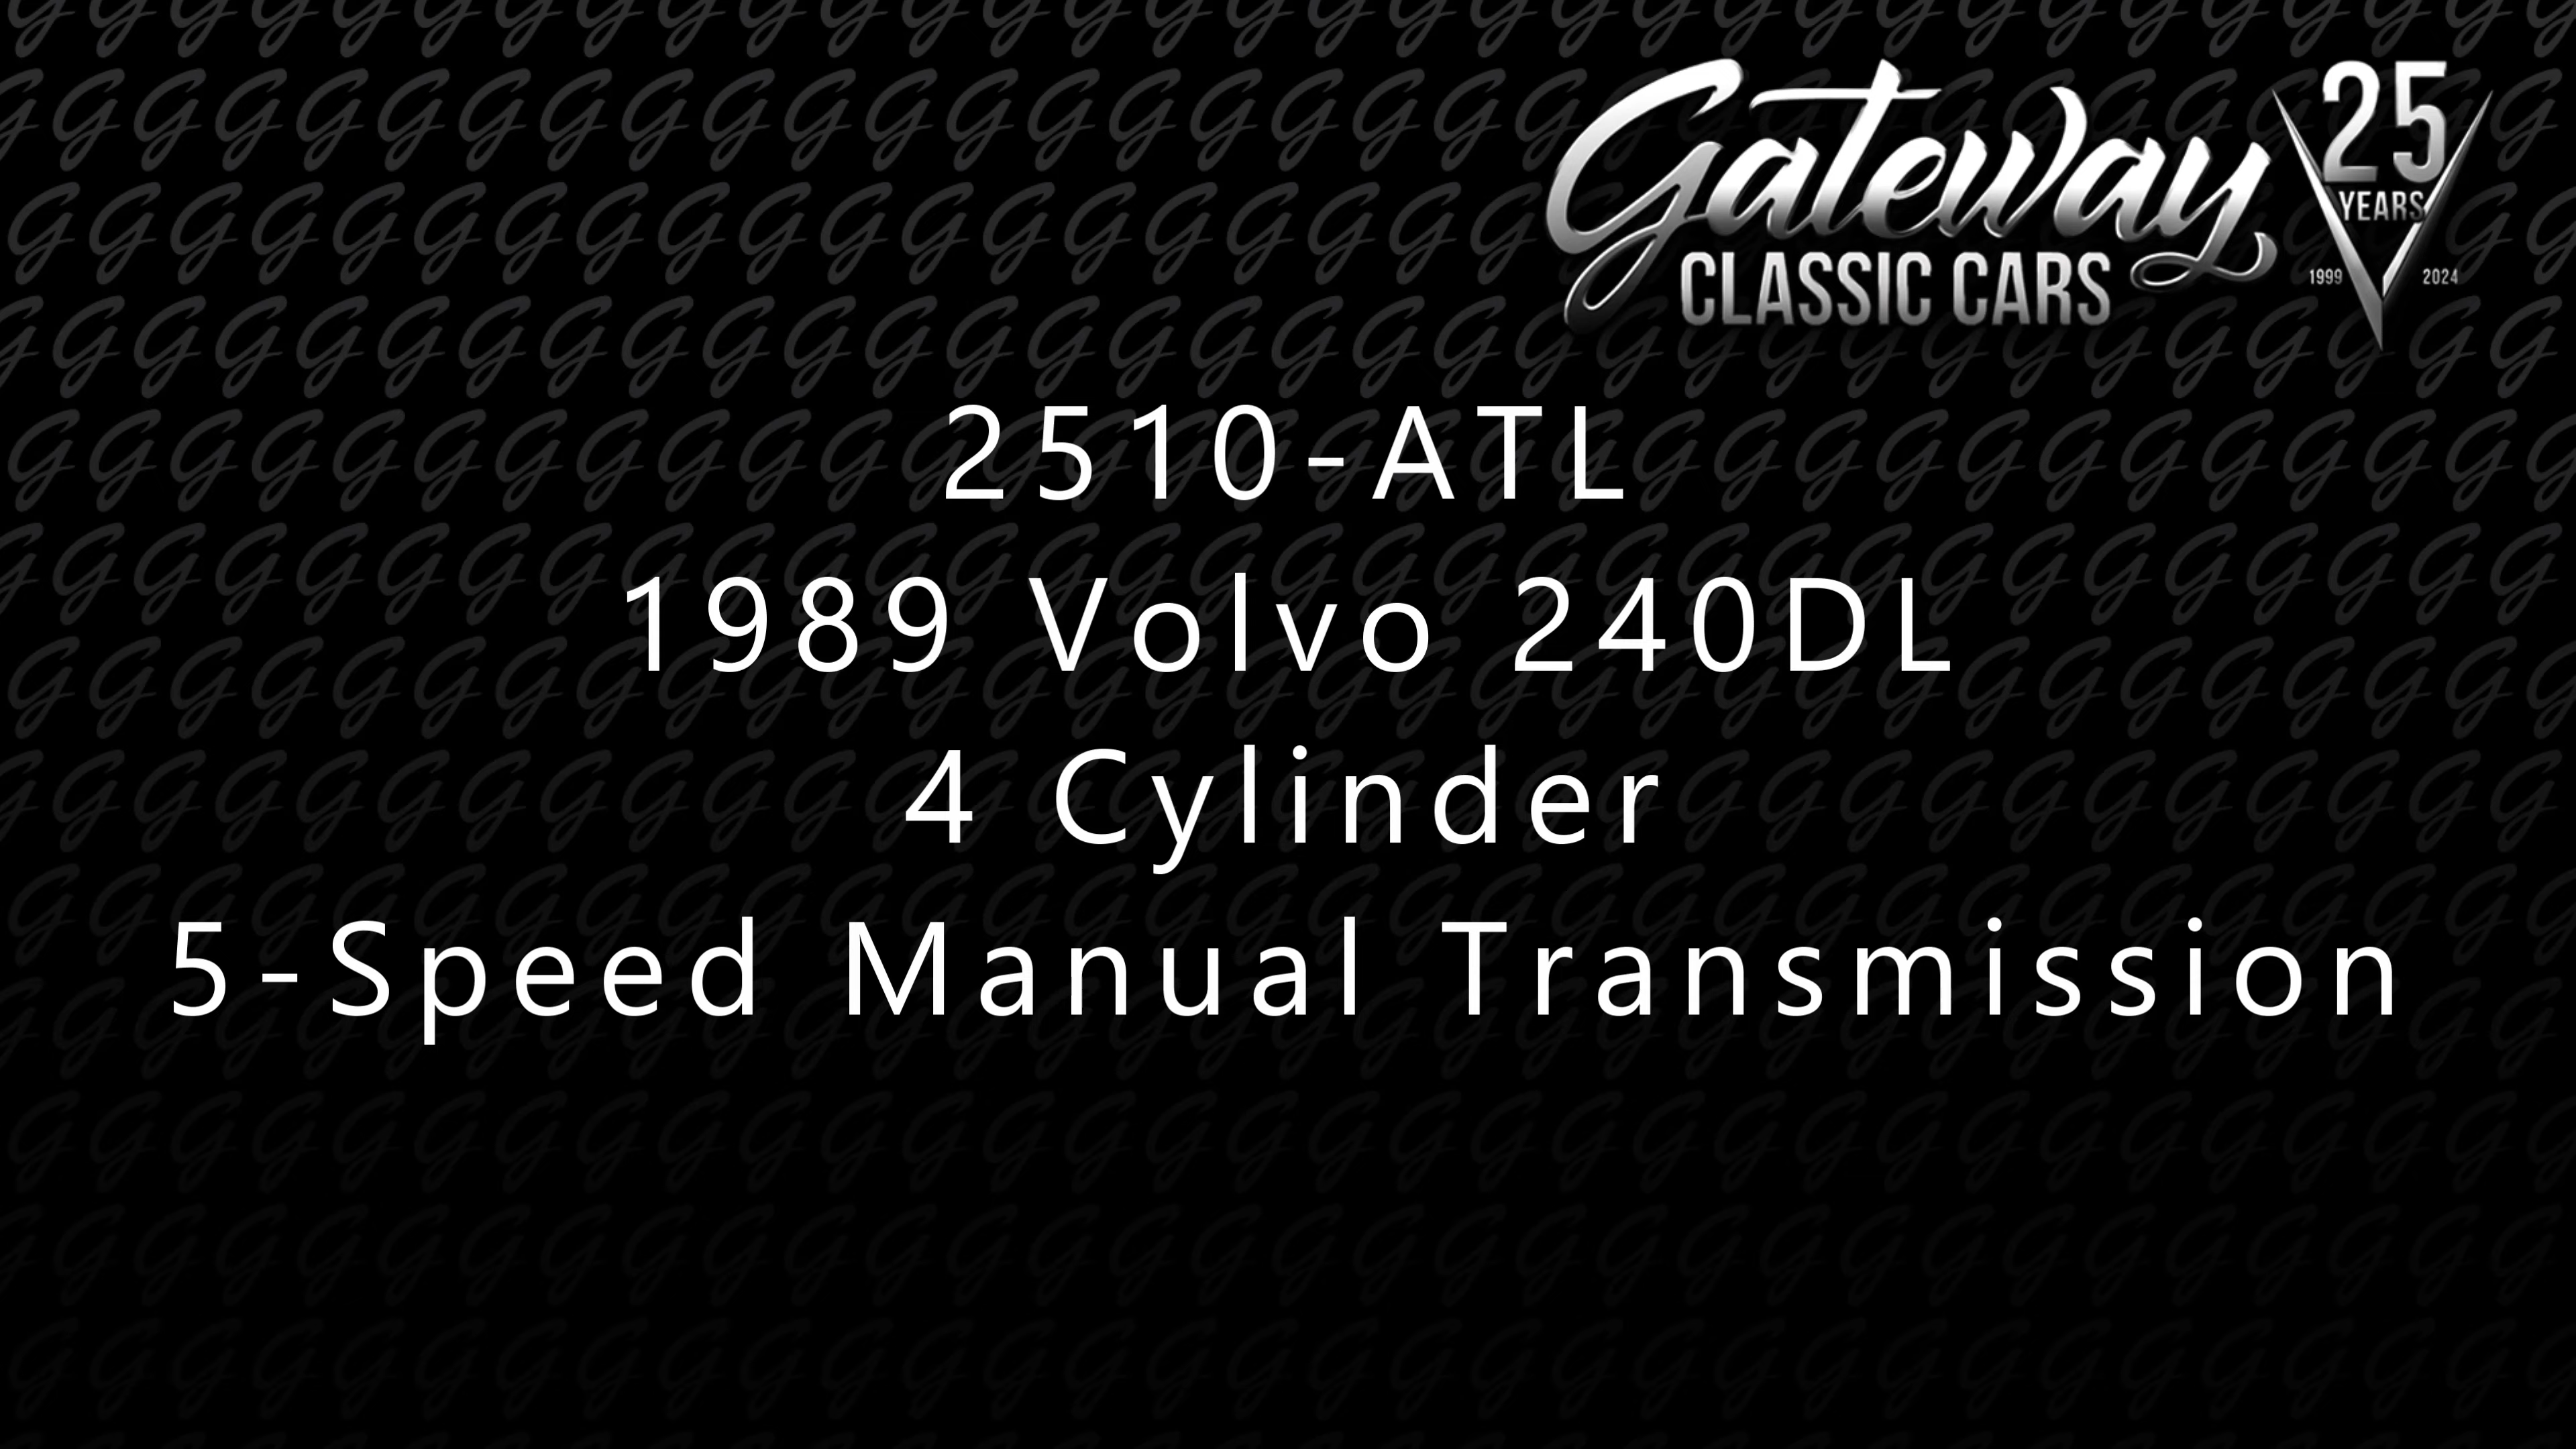 Gateway
CLASSIC CARS
25
YEARS
1999 2024
2510-ATL
1989 Volvo 240DL
4 Cylinder
5-Speed Manual Transmission